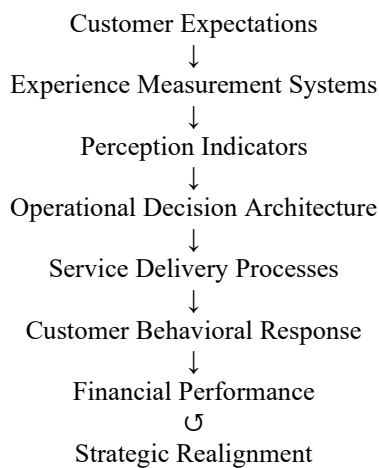 Customer Expectations
↓
Experience Measurement Systems
↓
Perception Indicators
↓
Operational Decision Architecture
↓
Service Delivery Processes
↓
Customer Behavioral Response
↓
Financial Performance
↺
Strategic Realignment